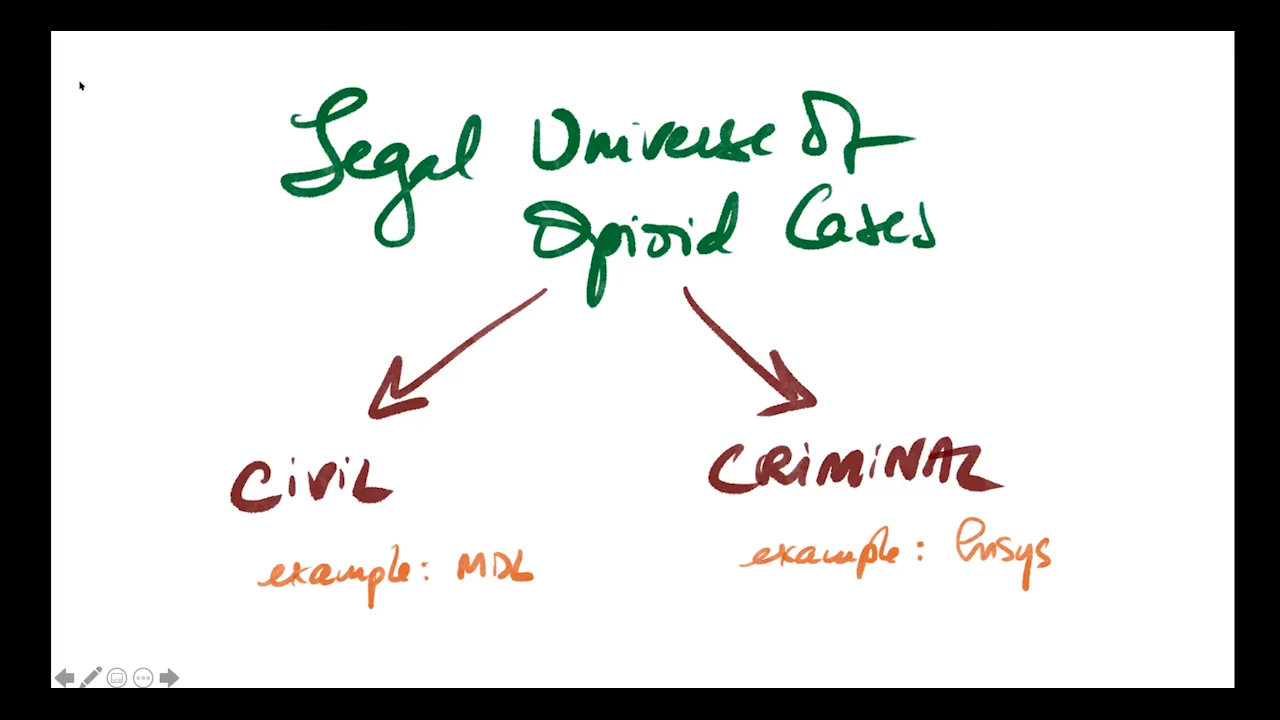 Legal Universe Of
Opioid Cases
CIVIL
CRIMINAL
example: MDL
example: Insys